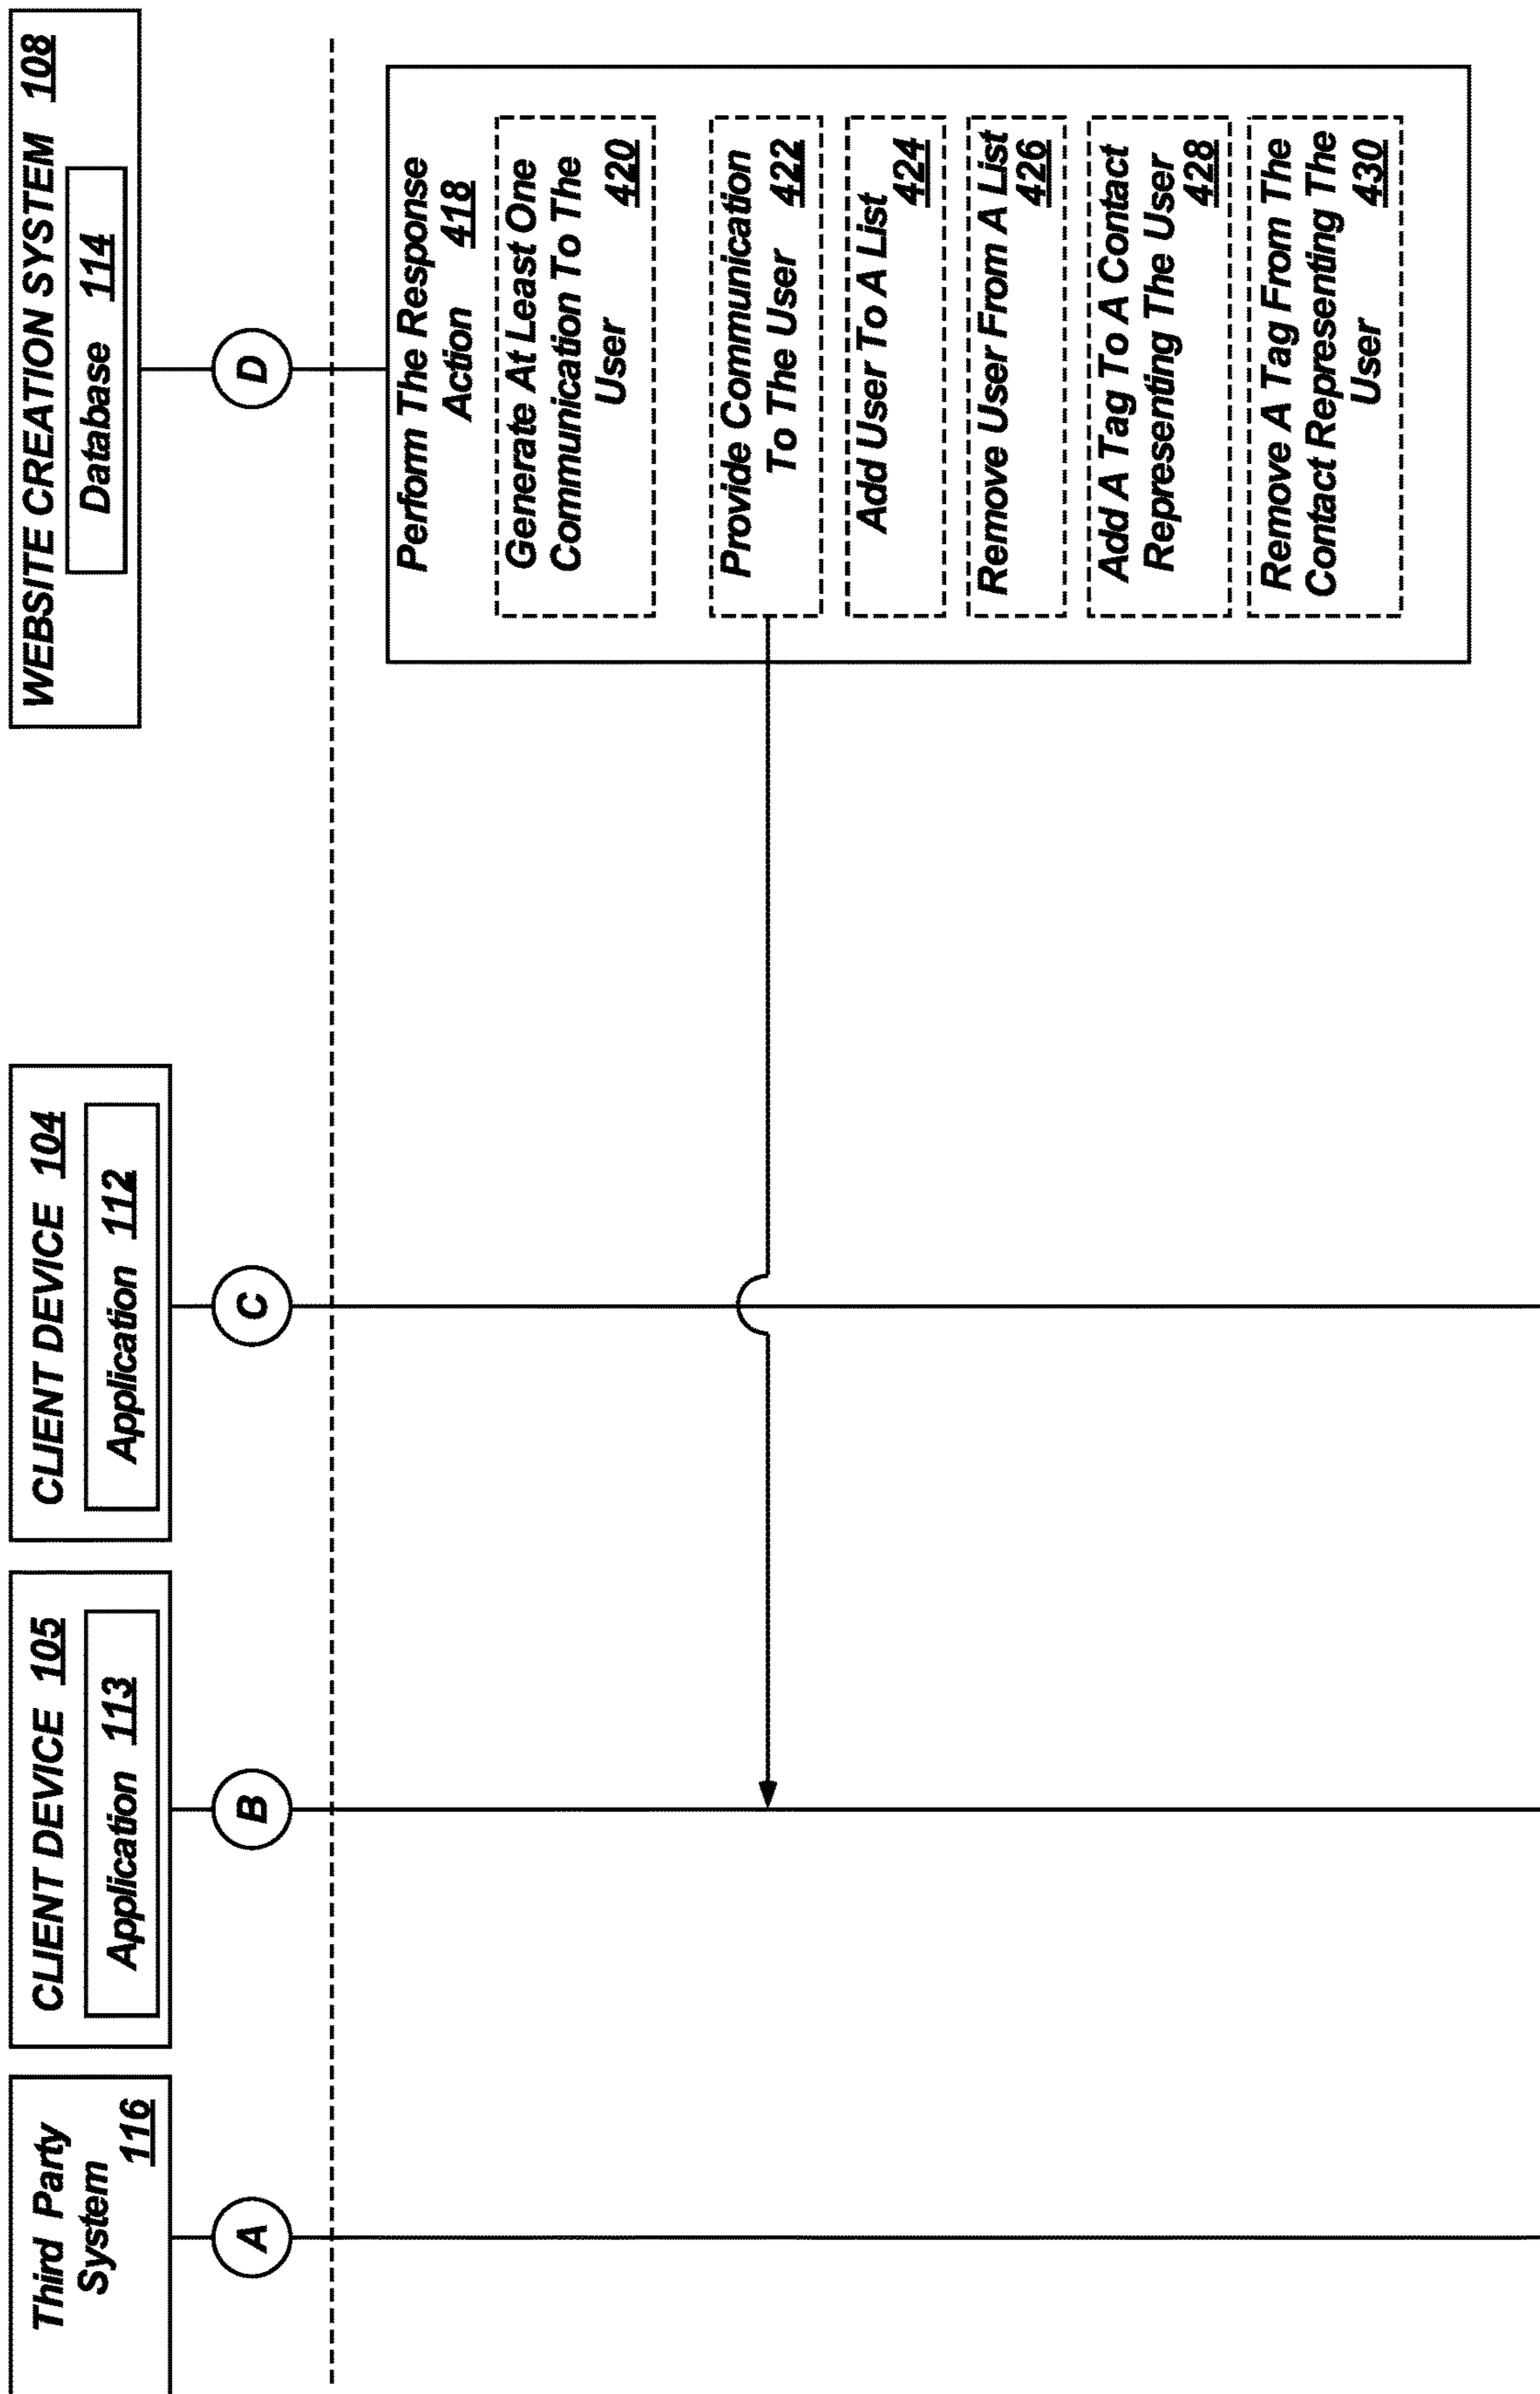 Third Party
System
116
CLIENT DEVICE 105
Application 113
CLIENT DEVICE 104
Application 112
WEBSITE CREATION SYSTEM 108
Database 114
A
B
C
D
Perform The Response
Action 418
Generate At Least One
Communication To The
User 420
Provide Communication
To The User 422
Add User To A List
424
Remove User From A List
426
Add A Tag To A Contact
Representing The User
428
Remove A Tag From The
Contact Representing The
User 430